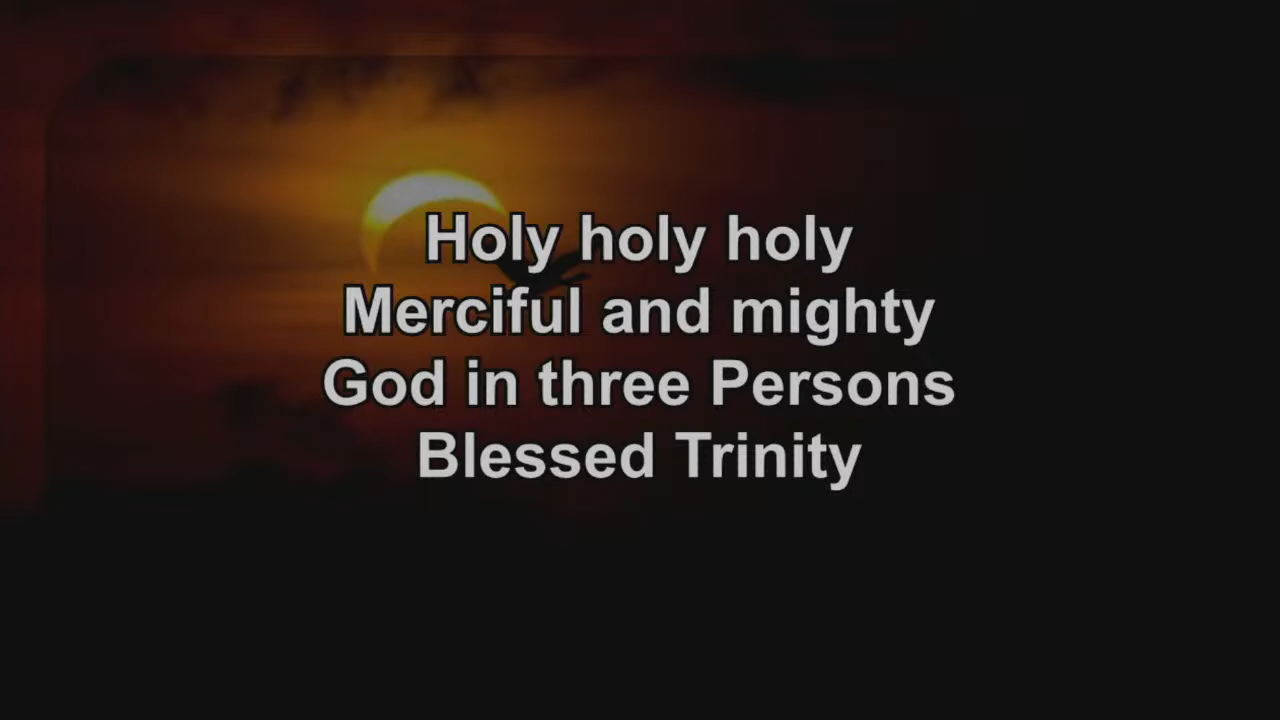 Holy holy holy
Merciful and mighty
God in three Persons
Blessed Trinity